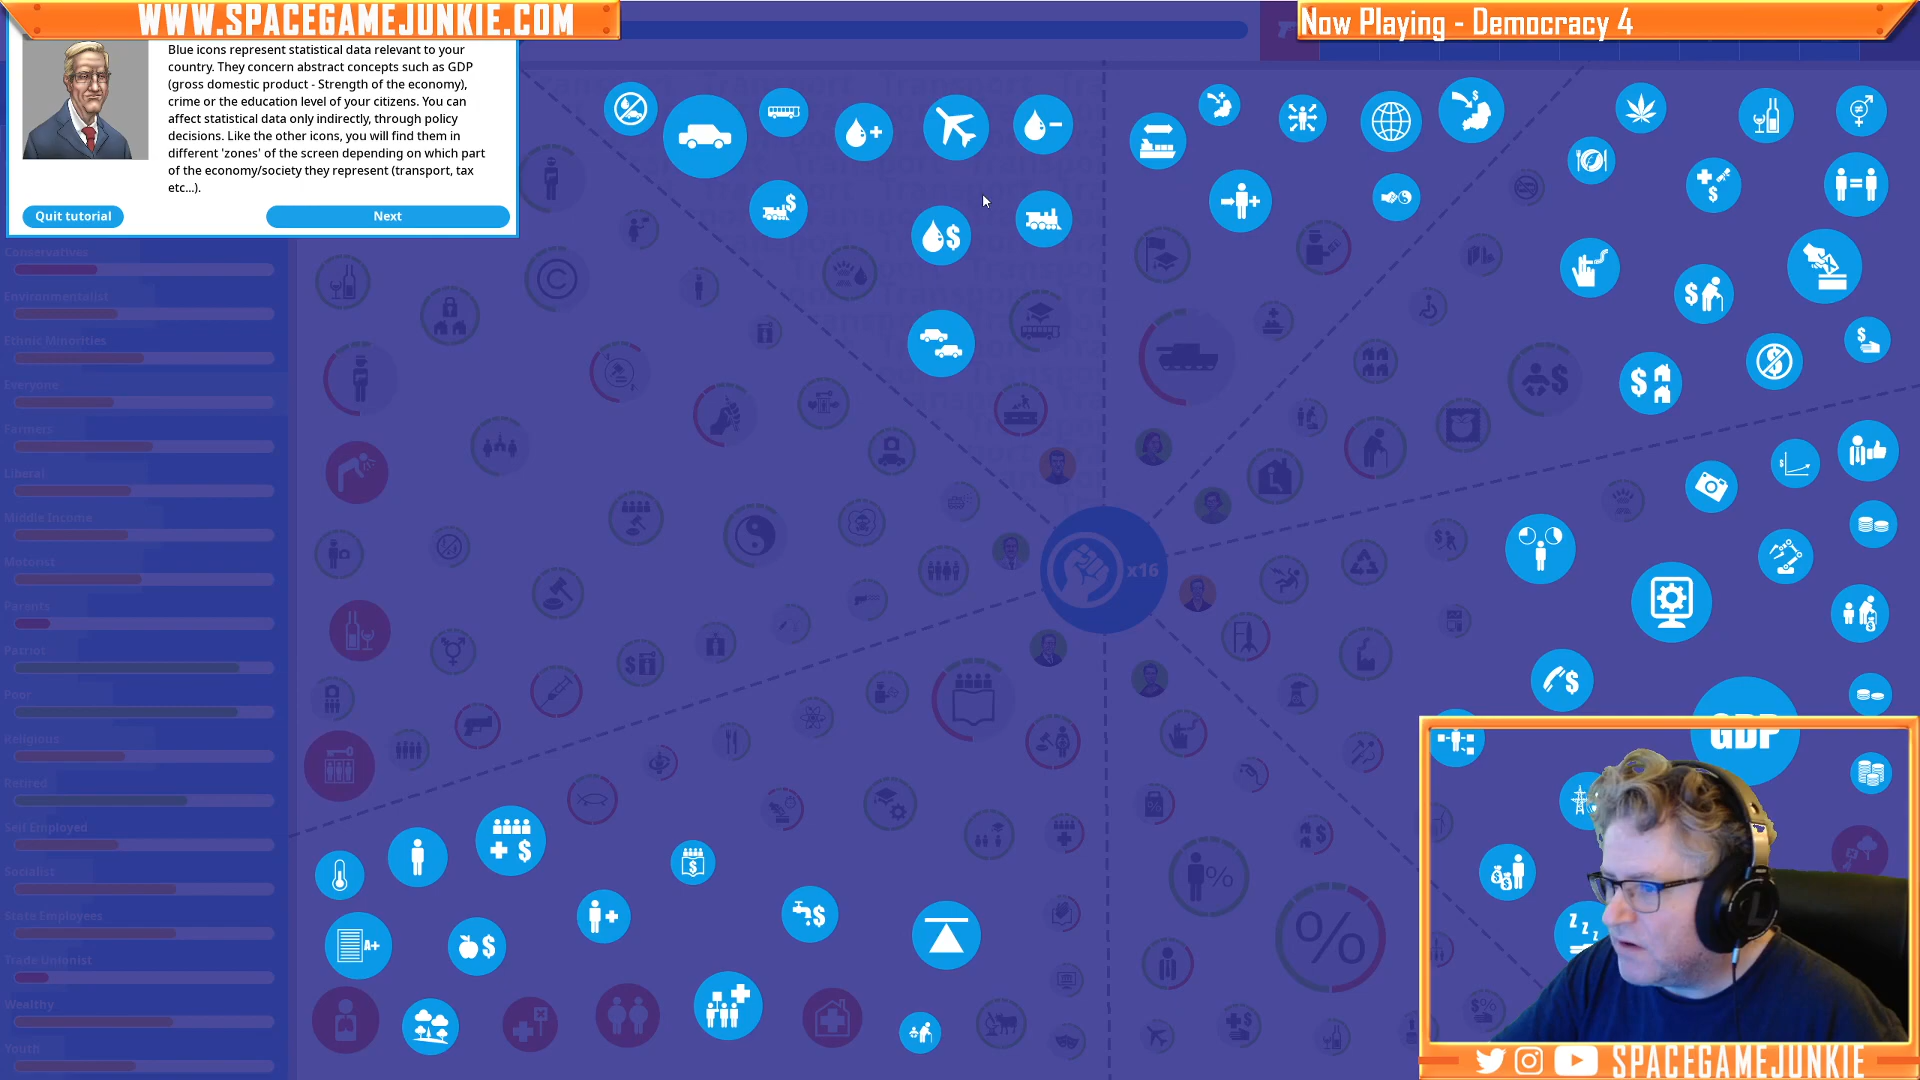 WWW.SPACEGAMEJUNKIE.COM
Now Playing - Democracy 4
Blue icons represent statistical data relevant to your
country. They concern abstract concepts such as GDP
(gross domestic product - Strength of the economy),
crime or the education level of your citizens. You can
affect statistical data only indirectly, through policy
decisions. Like the other icons, you will find them in
different 'zones' of the screen depending on which part
of the economy/society they represent (transport, tax
etc...).
Quit tutorial
Next
Conservatives
Environmentalist
Ethnic Minorities
Everyone
Farmers
Liberal
Middle Income
Motorist
Parents
Patriot
Poor
Religious
Retired
Self Employed
Socialist
State Employees
Trade Unionist
Wealthy
Youth
x16
GDP
SPACEGAMEJUNKIE